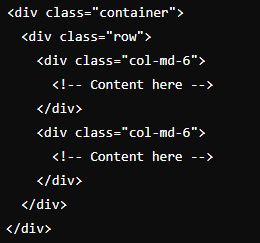 <div class="container">
  <div class="row">
    <div class="col-md-6">
      <!-- Content here -->
    </div>
    <div class="col-md-6">
      <!-- Content here -->
    </div>
  </div>
</div>